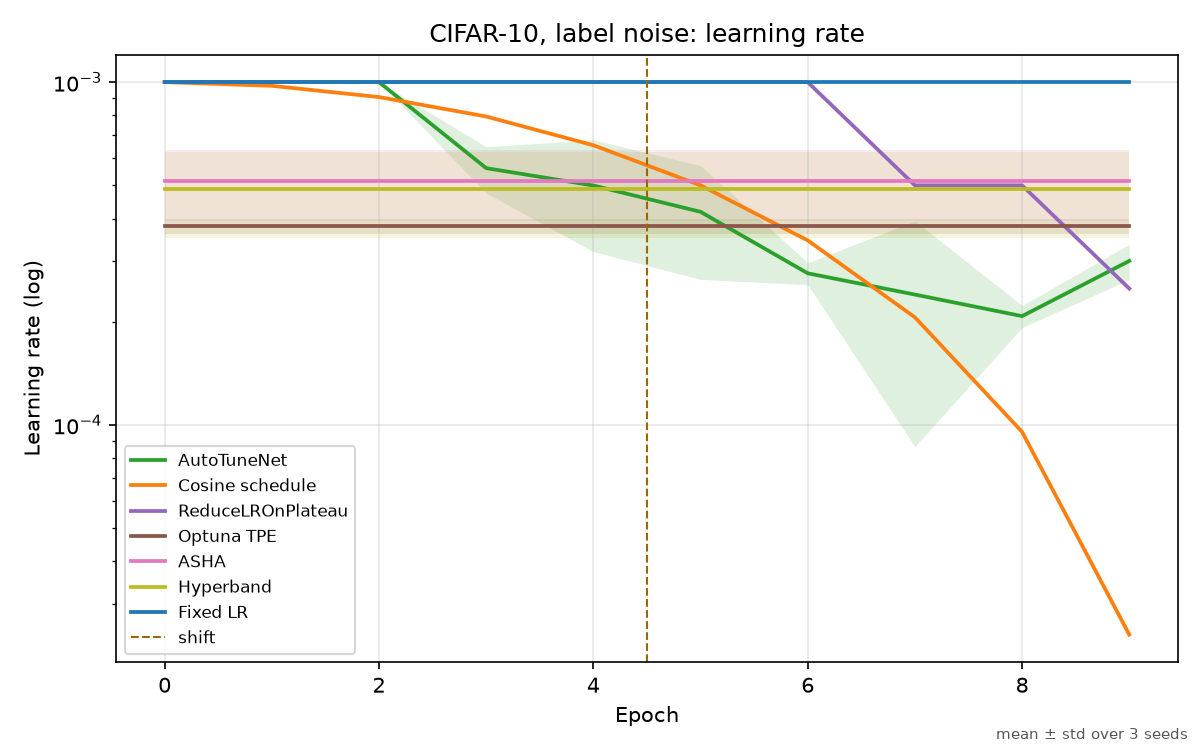 CIFAR-10, label noise: learning rate
10⁻³
10⁻⁴
Learning rate (log)
AutoTuneNet
Cosine schedule
ReduceLROnPlateau
Optuna TPE
ASHA
Hyperband
Fixed LR
shift
0 2 4 6 8
Epoch
mean ± std over 3 seeds